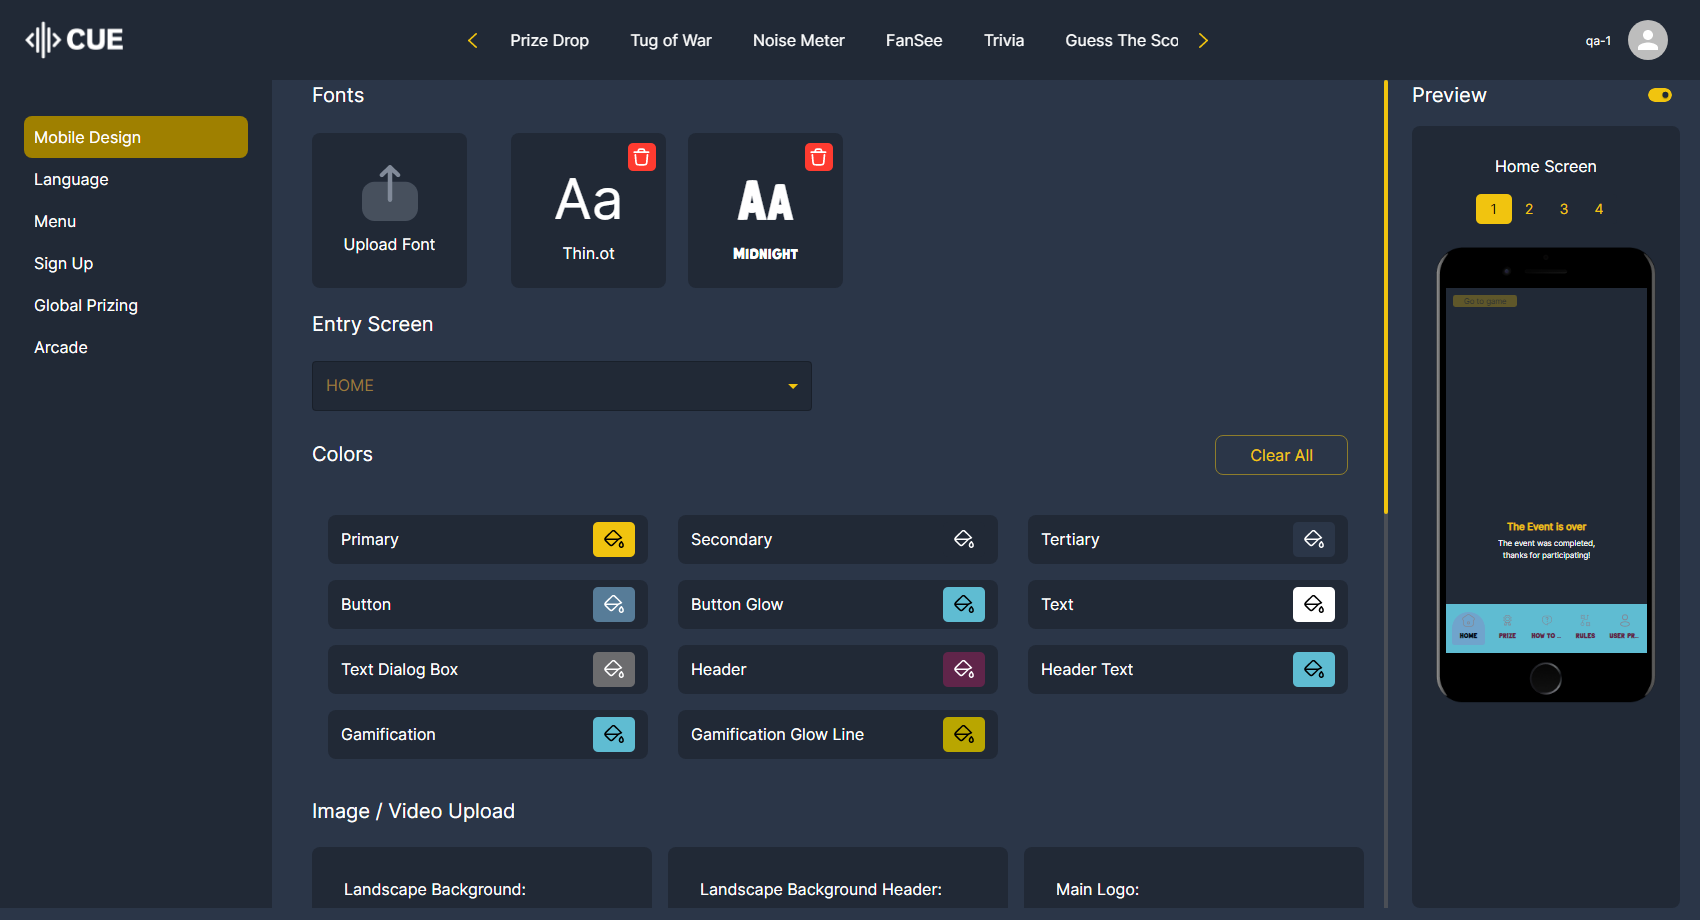 CUE
Prize Drop
Tug of War
Noise Meter
FanSee
Trivia
Guess The Sco
qa-1
Mobile Design
Language
Menu
Sign Up
Global Prizing
Arcade
Fonts
Upload Font
Aa
Thin.ot
AA
MIDNIGHT
Entry Screen
HOME
Colors
Clear All
Primary
Secondary
Tertiary
Button
Button Glow
Text
Text Dialog Box
Header
Header Text
Gamification
Gamification Glow Line
Image / Video Upload
Landscape Background:
Landscape Background Header:
Main Logo:
Preview
Home Screen
1 2 3 4
Go to game
The Event is over
The event was completed,
thanks for participating!
HOME
PRIZE
HOW TO ...
RULES
USER PR...